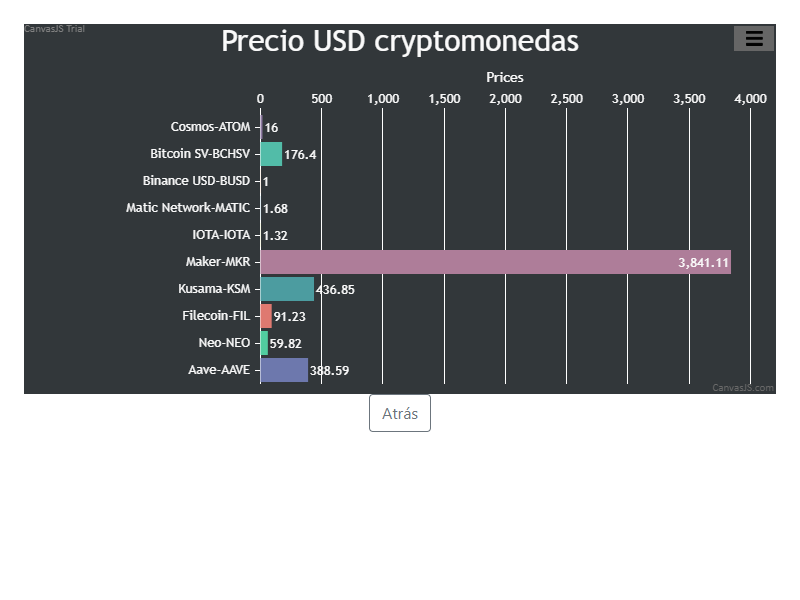 CanvasJS Trial
Precio USD cryptomonedas
Prices
0 500 1,000 1,500 2,000 2,500 3,000 3,500 4,000
Cosmos-ATOM 16
Bitcoin SV-BCHSV 176.4
Binance USD-BUSD 1
Matic Network-MATIC 1.68
IOTA-IOTA 1.32
Maker-MKR 3,841.11
Kusama-KSM 436.85
Filecoin-FIL 91.23
Neo-NEO 59.82
Aave-AAVE 388.59
CanvasJS.com
Atrás